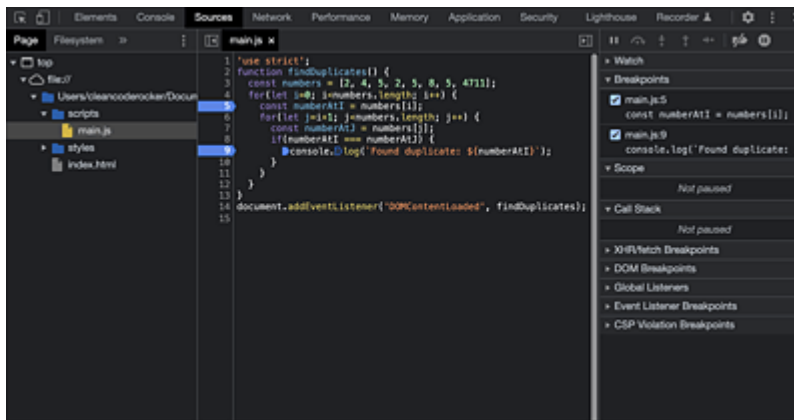 Elements Console Sources Network Performance Memory Application Security Lighthouse Recorder
Page Filesystem »
main.js ×
top
file://
Users/cleancoderocker/Docum
scripts
main.js
styles
index.html
1 'use strict';
2 function findDuplicates() {
3 const numbers = [2, 4, 5, 2, 5, 8, 5, 4711];
4 for(let i=0; i<numbers.length; i++) {
5 const numberAtI = numbers[i];
6 for(let j=i+1; j<numbers.length; j++) {
7 const numberAtJ = numbers[j];
8 if(numberAtI === numberAtJ) {
9 console.log(`Found duplicate: ${numberAtI}`);
10 }
11 }
12 }
13 }
14 document.addEventListener("DOMContentLoaded", findDuplicates);
15
Watch
Breakpoints
main.js:5
const numberAtI = numbers[i];
main.js:9
console.log(`Found duplicate:
Scope
Not paused
Call Stack
Not paused
XHR/fetch Breakpoints
DOM Breakpoints
Global Listeners
Event Listener Breakpoints
CSP Violation Breakpoints